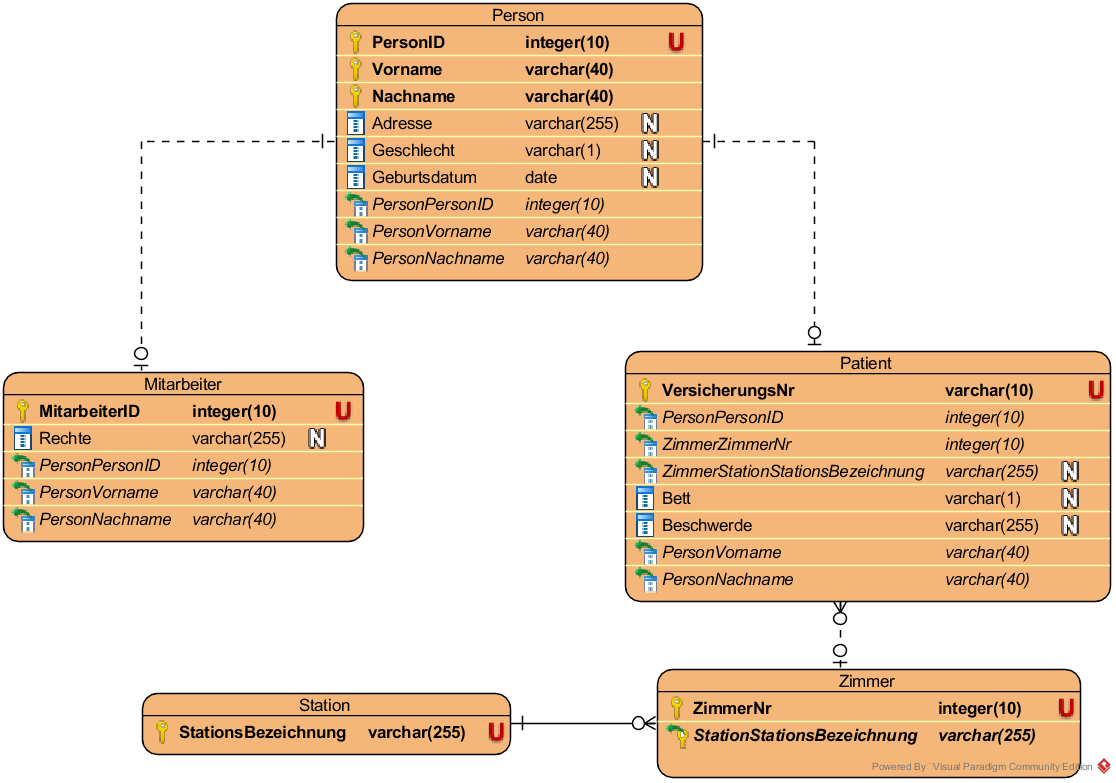 Person
PersonID integer(10) U
Vorname varchar(40)
Nachname varchar(40)
Adresse varchar(255) N
Geschlecht varchar(1) N
Geburtsdatum date N
PersonPersonID integer(10)
PersonVorname varchar(40)
PersonNachname varchar(40)
Mitarbeiter
MitarbeiterID integer(10) U
Rechte varchar(255) N
PersonPersonID integer(10)
PersonVorname varchar(40)
PersonNachname varchar(40)
Patient
VersicherungsNr varchar(10) U
PersonPersonID integer(10)
ZimmerZimmerNr integer(10)
ZimmerStationStationsBezeichnung varchar(255) N
Bett varchar(1) N
Beschwerde varchar(255) N
PersonVorname varchar(40)
PersonNachname varchar(40)
Station
StationsBezeichnung varchar(255) U
Zimmer
ZimmerNr integer(10) U
StationStationsBezeichnung varchar(255)
Powered By Visual Paradigm Community Edition